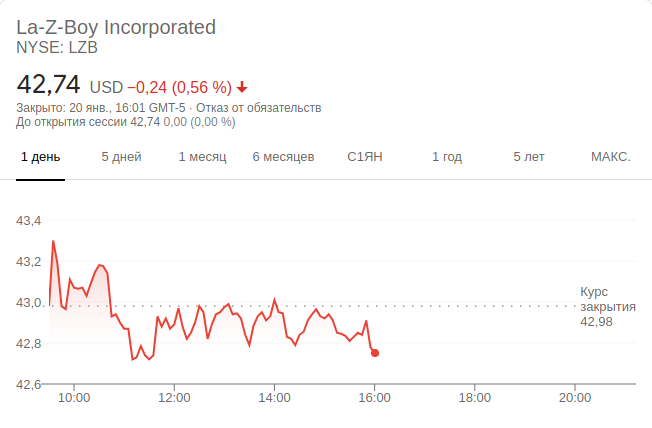 La-Z-Boy Incorporated
NYSE: LZB
42,74 USD −0,24 (0,56 %)
Закрыто: 20 янв., 16:01 GMT-5 · Отказ от обязательств
До открытия сессии 42,74 0,00 (0,00 %)
1 день 5 дней 1 месяц 6 месяцев С1ЯН 1 год 5 лет МАКС.
43,4
43,2
43,0
42,8
42,6
Курс
закрытия
42,98
10:00 12:00 14:00 16:00 18:00 20:00